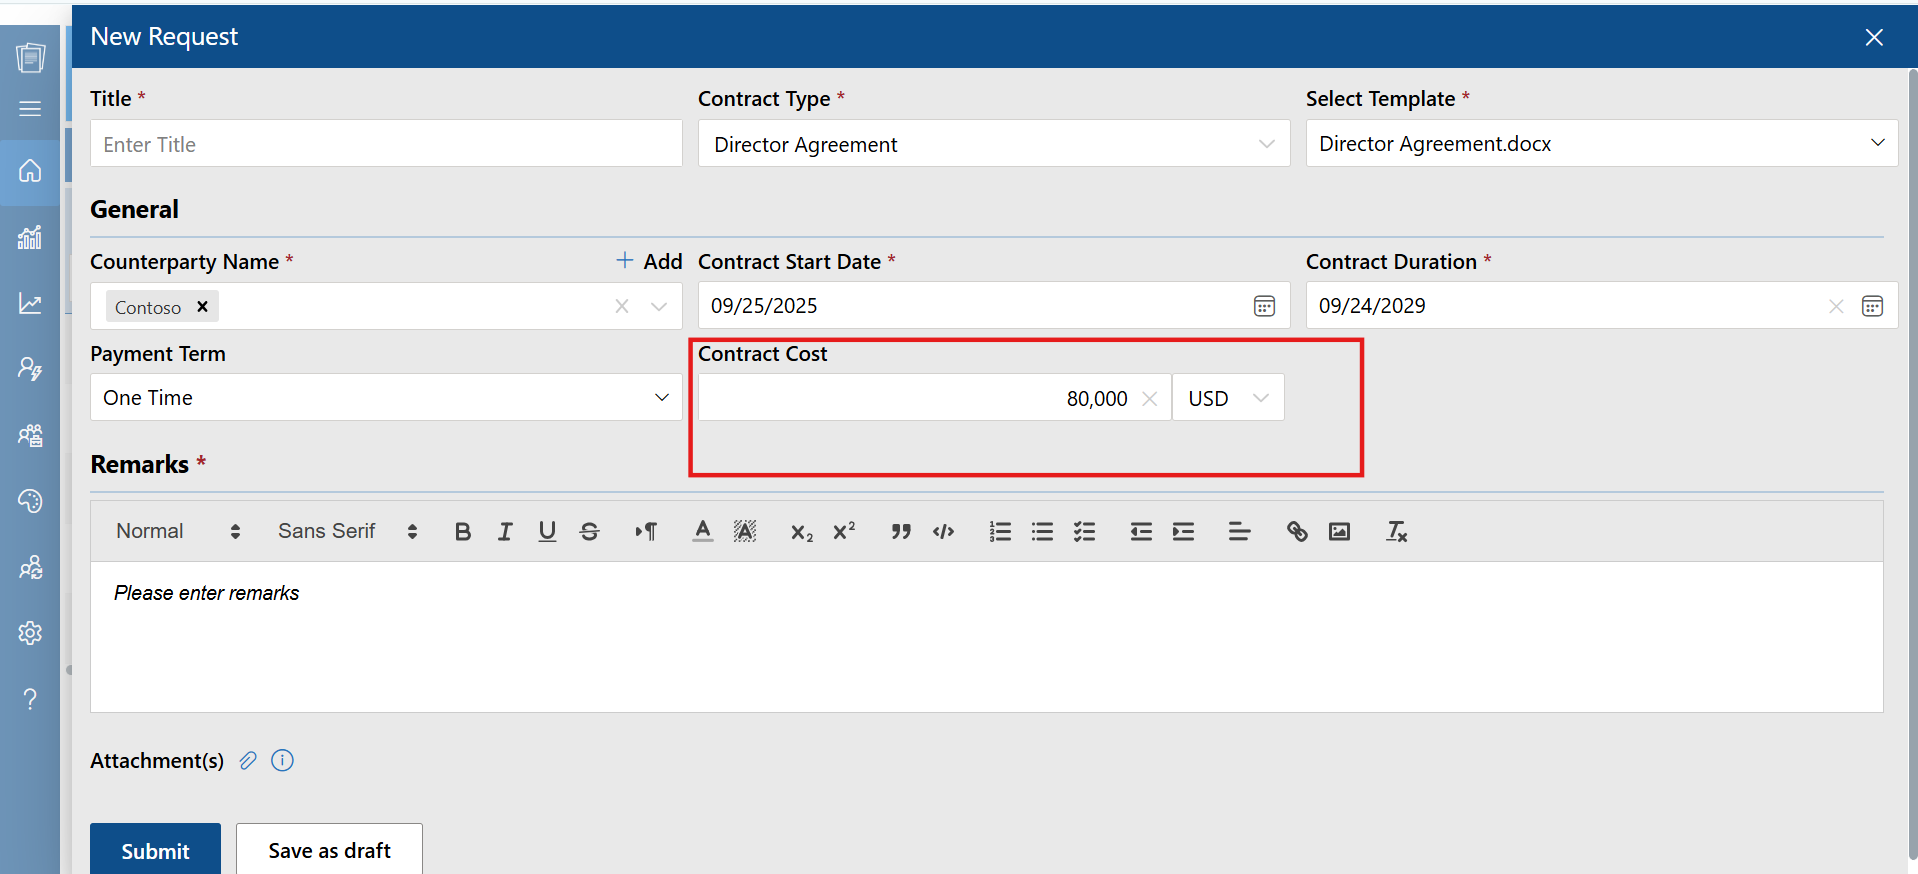 New Request
Title * Contract Type * Select Template *
Enter Title Director Agreement Director Agreement.docx
General
Counterparty Name * Add Contract Start Date * Contract Duration *
Contoso 09/25/2025 09/24/2029
Payment Term Contract Cost
One Time 80,000 USD
Remarks *
Normal Sans Serif
Please enter remarks
Attachment(s)
Submit Save as draft